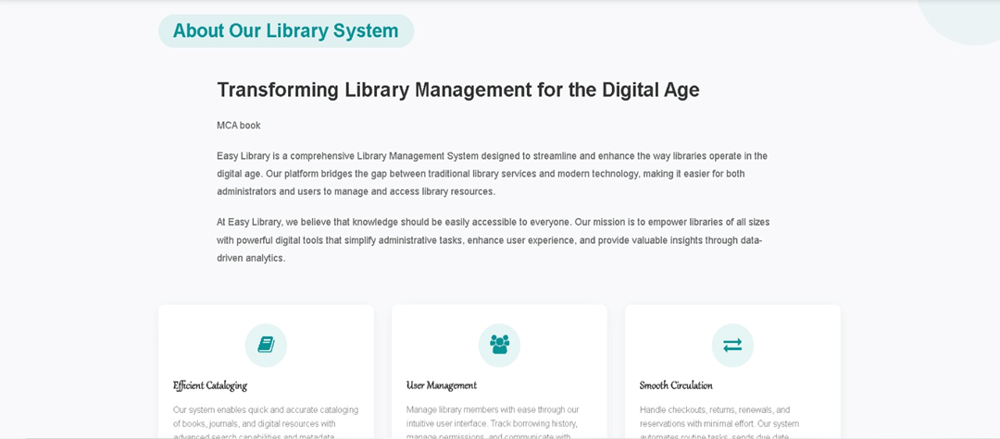 About Our Library System
Transforming Library Management for the Digital Age
MCA book
Easy Library is a comprehensive Library Management System designed to streamline and enhance the way libraries operate in the
digital age. Our platform bridges the gap between traditional library services and modern technology, making it easier for both
administrators and users to manage and access library resources.
At Easy Library, we believe that knowledge should be easily accessible to everyone. Our mission is to empower libraries of all sizes
with powerful digital tools that simplify administrative tasks, enhance user experience, and provide valuable insights through data-
driven analytics.
Efficient Cataloging
Our system enables quick and accurate cataloging
of books, journals, and digital resources with
advanced search capabilities and metadata
User Management
Manage library members with ease through our
intuitive user interface. Track borrowing history,
manage permissions, and communicate with
Smooth Circulation
Handle checkouts, returns, renewals, and
reservations with minimal effort. Our system
automates routine tasks, sends due date